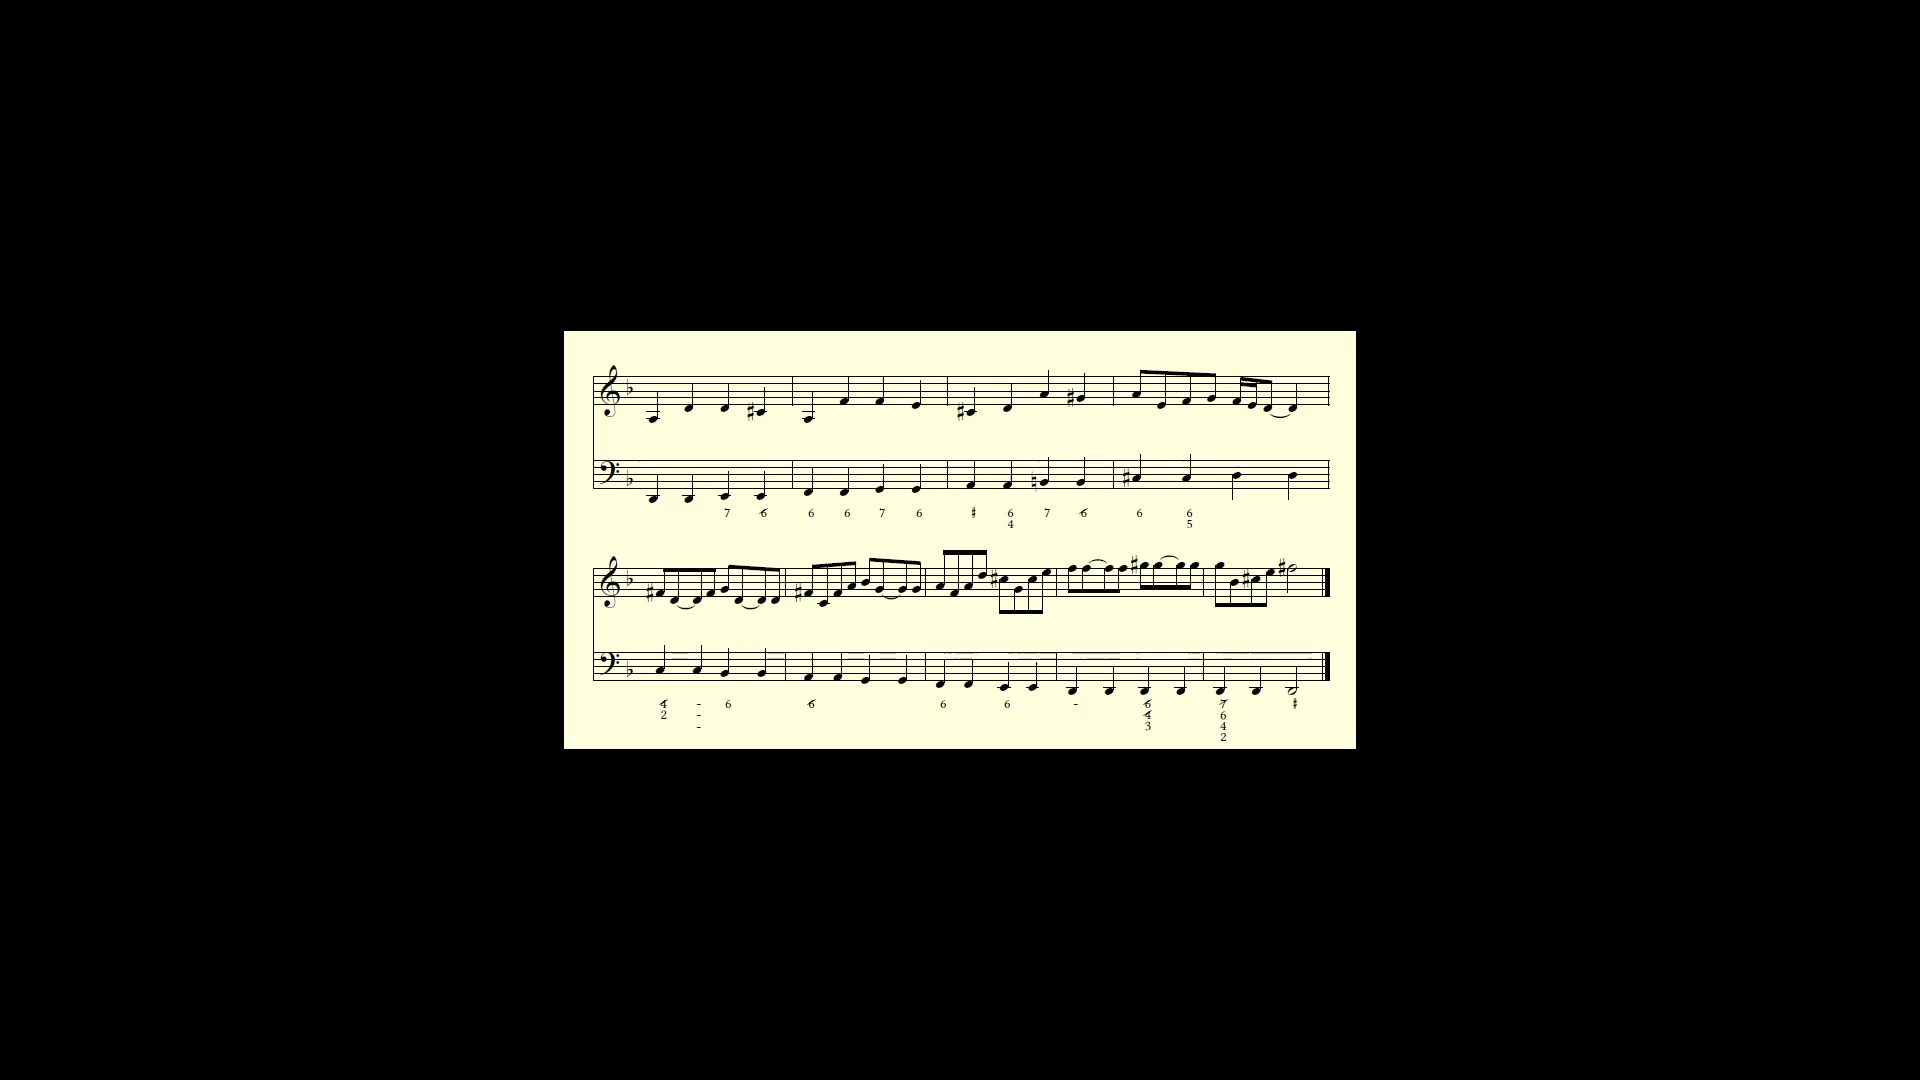 7 6 6 6 7 6 ♯ 6 7 6 6 6
4 5
4 - 6 6 6 6 - 6 7 ♯
2 - 4 6
- 3 4
2